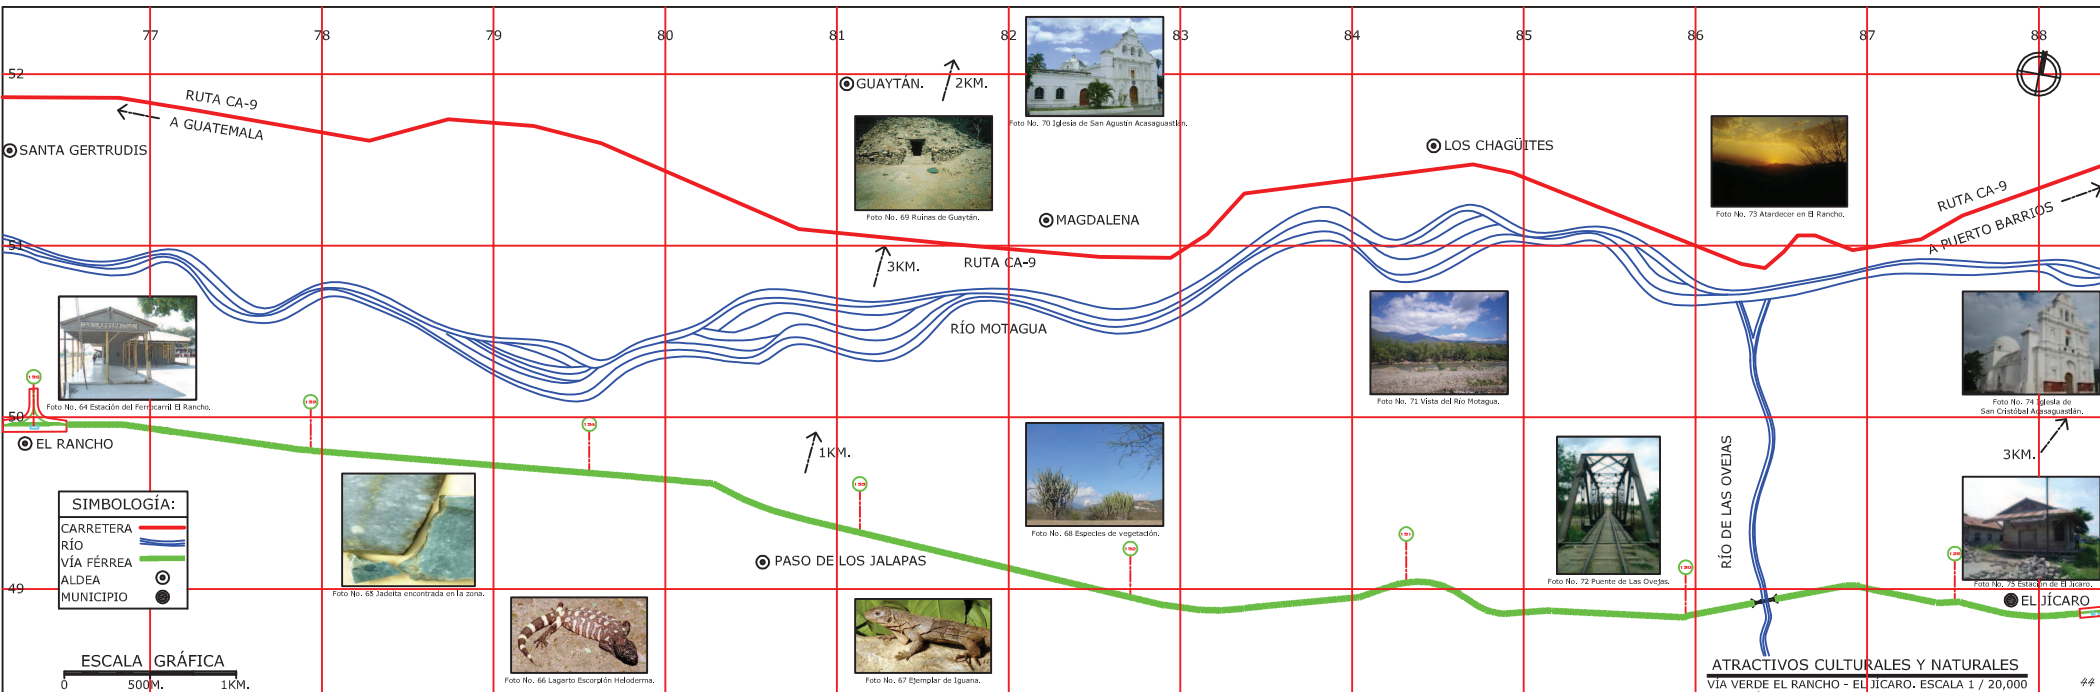 77 78 79 80 81 82 83 84 85 86 87 88
52
51
50
49
RUTA CA-9
A GUATEMALA
SANTA GERTRUDIS
GUAYTÁN.
2KM.
Foto No. 70 Iglesia de San Agustín Acasaguastlán.
Foto No. 69 Ruinas de Guaytán.
MAGDALENA
LOS CHAGÜITES
Foto No. 73 Atardecer en El Rancho.
RUTA CA-9
A PUERTO BARRIOS
3KM.
RUTA CA-9
RÍO MOTAGUA
Foto No. 64 Estación del Ferrocarril El Rancho.
Foto No. 71 Vista del Río Motagua.
Foto No. 74 Iglesia de
San Cristóbal Acasaguastlán.
EL RANCHO
1KM.
3KM.
RÍO DE LAS OVEJAS
Foto No. 68 Especies de vegetación.
PASO DE LOS JALAPAS
Foto No. 65 Jadeita encontrada en la zona.
Foto No. 72 Puente de Las Ovejas.
Foto No. 75 Estación de El Jícaro.
EL JÍCARO
SIMBOLOGÍA:
CARRETERA
RÍO
VÍA FÉRREA
ALDEA
MUNICIPIO
Foto No. 66 Lagarto Escorpión Heloderma.
Foto No. 67 Ejemplar de Iguana.
ESCALA GRÁFICA
0 500M. 1KM.
ATRACTIVOS CULTURALES Y NATURALES
VÍA VERDE EL RANCHO - EL JÍCARO. ESCALA 1 / 20,000
44